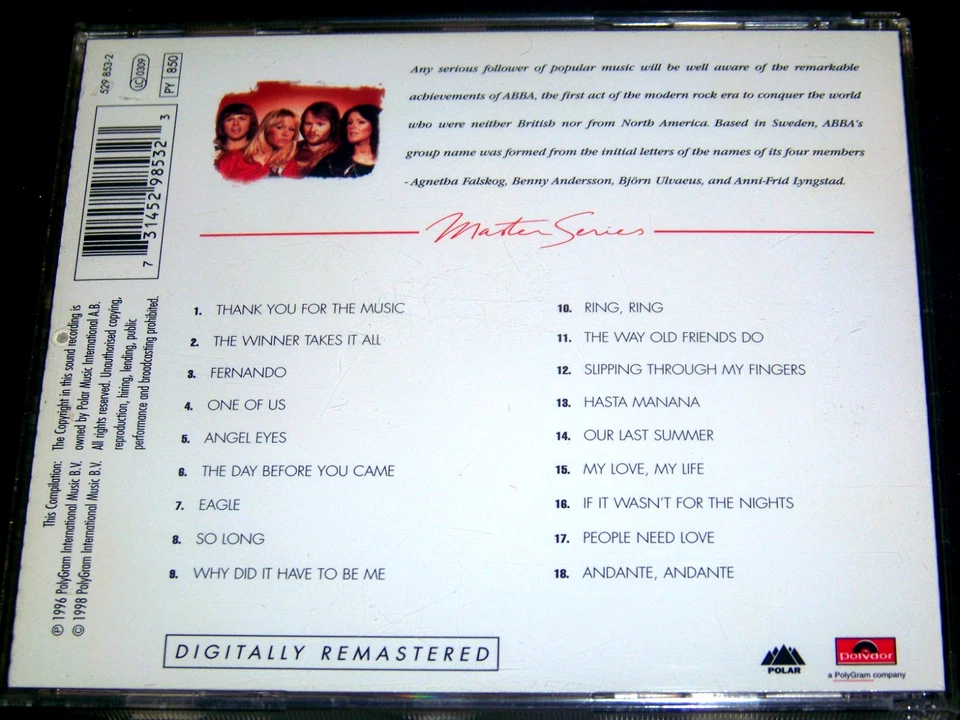 529 853-2
LC 0309
PY 850
7 31452 98532 3
Any serious follower of popular music will be well aware of the remarkable
achievements of ABBA, the first act of the modern rock era to conquer the world
who were neither British nor from North America. Based in Sweden, ABBA's
group name was formed from the initial letters of the names of its four members
- Agnetha Falskog, Benny Andersson, Björn Ulvaeus, and Anni-Frid Lyngstad.
Master Series
1. THANK YOU FOR THE MUSIC
2. THE WINNER TAKES IT ALL
3. FERNANDO
4. ONE OF US
5. ANGEL EYES
6. THE DAY BEFORE YOU CAME
7. EAGLE
8. SO LONG
9. WHY DID IT HAVE TO BE ME
10. RING, RING
11. THE WAY OLD FRIENDS DO
12. SLIPPING THROUGH MY FINGERS
13. HASTA MANANA
14. OUR LAST SUMMER
15. MY LOVE, MY LIFE
16. IF IT WASN'T FOR THE NIGHTS
17. PEOPLE NEED LOVE
18. ANDANTE, ANDANTE
This Compilation: The Copyright in this sound recording is
owned by Polar Music International A.B.
℗ 1996 PolyGram International Music B.V.
© 1998 PolyGram International Music B.V. All rights reserved. Unauthorised copying,
reproduction, hiring, lending, public
performance and broadcasting prohibited.
DIGITALLY REMASTERED
POLAR
polydor
a PolyGram company